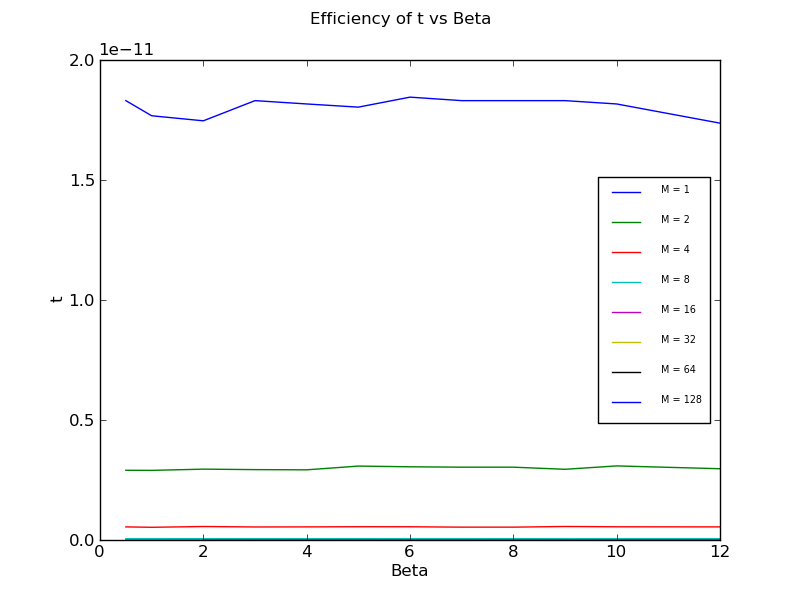 Efficiency of t vs Beta
1e−11
2.0
1.5
1.0
0.5
0.0
t
0 2 4 6 8 10 12
Beta
M = 1
M = 2
M = 4
M = 8
M = 16
M = 32
M = 64
M = 128